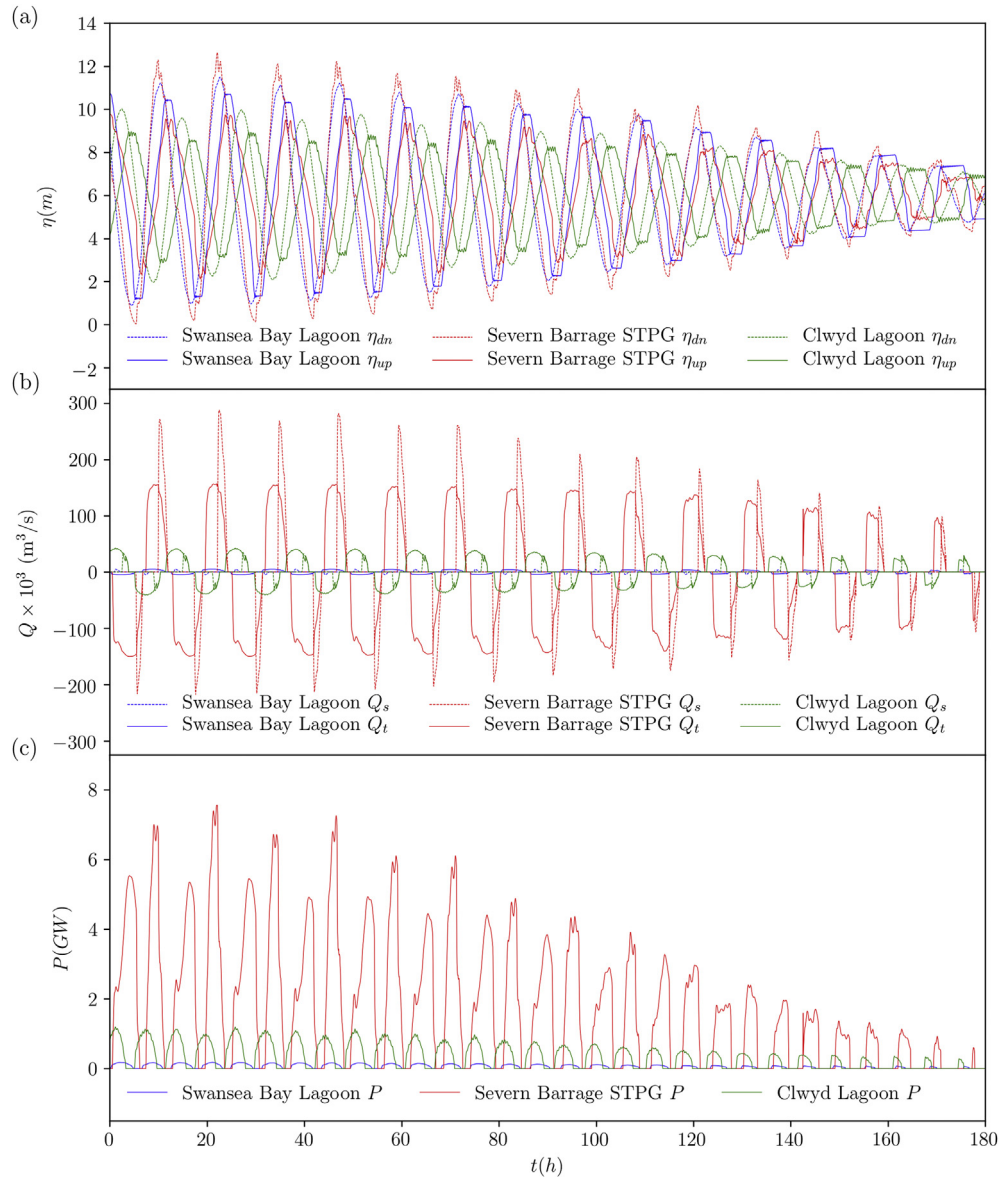 (a)
14
12
10
8
6
4
2
0
−2
η(m)
Swansea Bay Lagoon η_dn Severn Barrage STPG η_dn Clwyd Lagoon η_dn
Swansea Bay Lagoon η_up Severn Barrage STPG η_up Clwyd Lagoon η_up
(b)
300
200
100
0
−100
−200
−300
Q × 10³ (m³/s)
Swansea Bay Lagoon Q_s Severn Barrage STPG Q_s Clwyd Lagoon Q_s
Swansea Bay Lagoon Q_t Severn Barrage STPG Q_t Clwyd Lagoon Q_t
(c)
8
6
4
2
0
P(GW)
Swansea Bay Lagoon P Severn Barrage STPG P Clwyd Lagoon P
0 20 40 60 80 100 120 140 160 180
t(h)